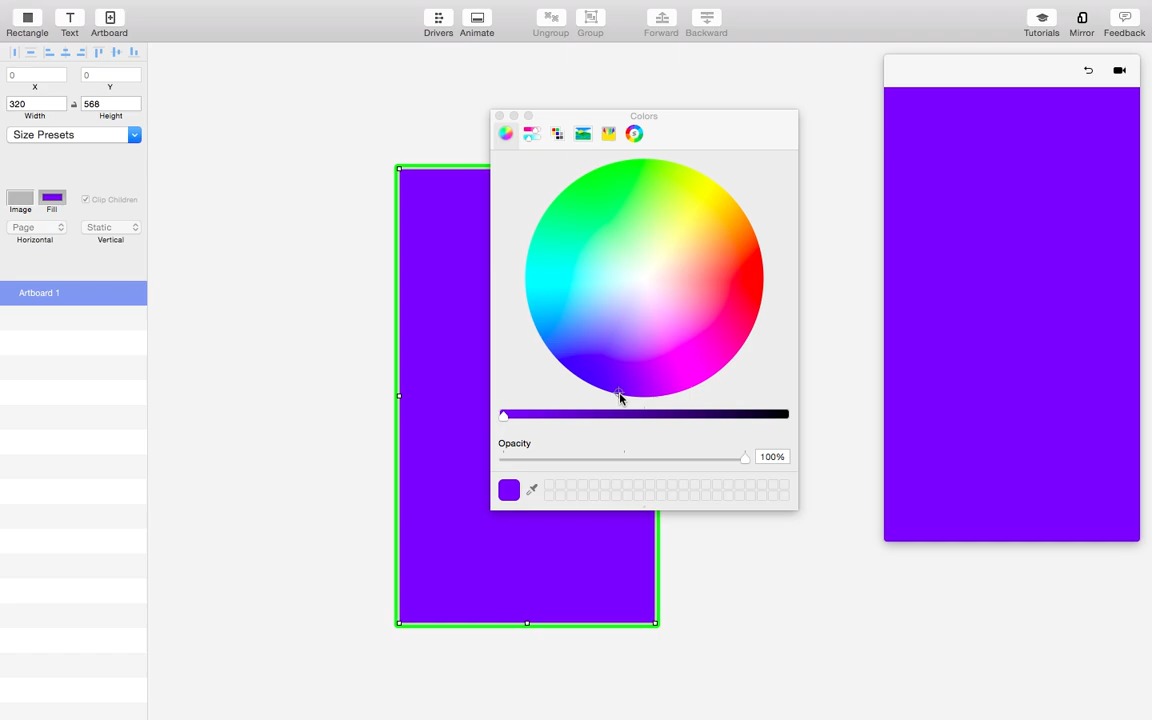 Rectangle Text Artboard Drivers Animate Ungroup Group Forward Backward Tutorials Mirror Feedback
0 0
X Y
320 568
Width Height
Size Presets
Image Fill Clip Children
Page Static
Horizontal Vertical
Artboard 1
Colors
Opacity
100%